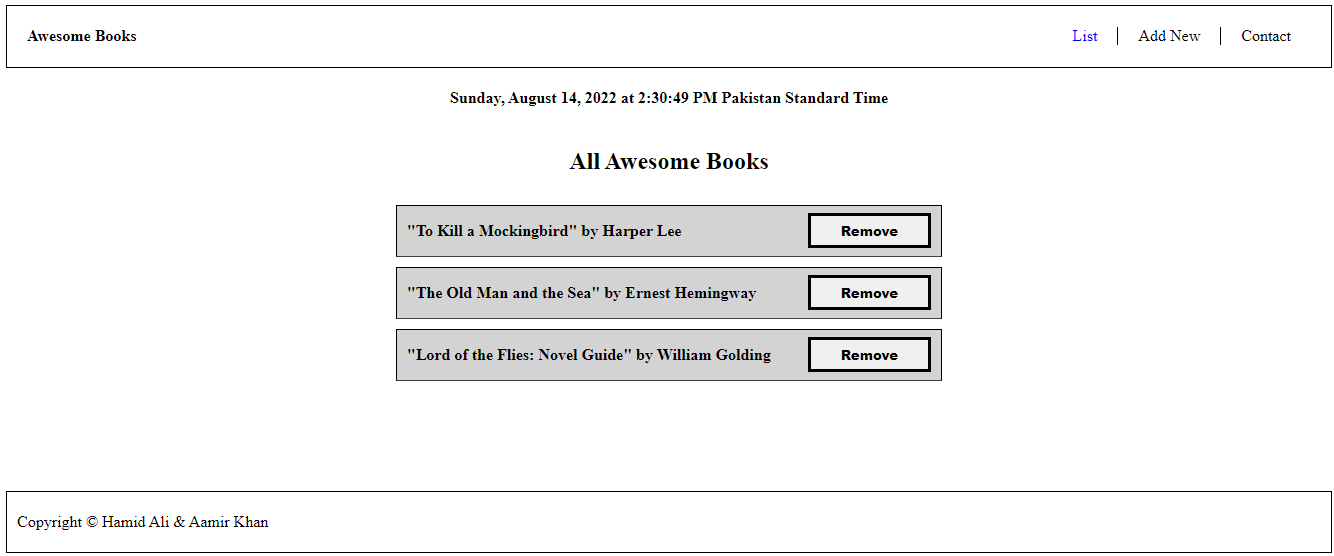 Awesome Books List Add New Contact
Sunday, August 14, 2022 at 2:30:49 PM Pakistan Standard Time
All Awesome Books
"To Kill a Mockingbird" by Harper Lee Remove
"The Old Man and the Sea" by Ernest Hemingway Remove
"Lord of the Flies: Novel Guide" by William Golding Remove
Copyright © Hamid Ali & Aamir Khan